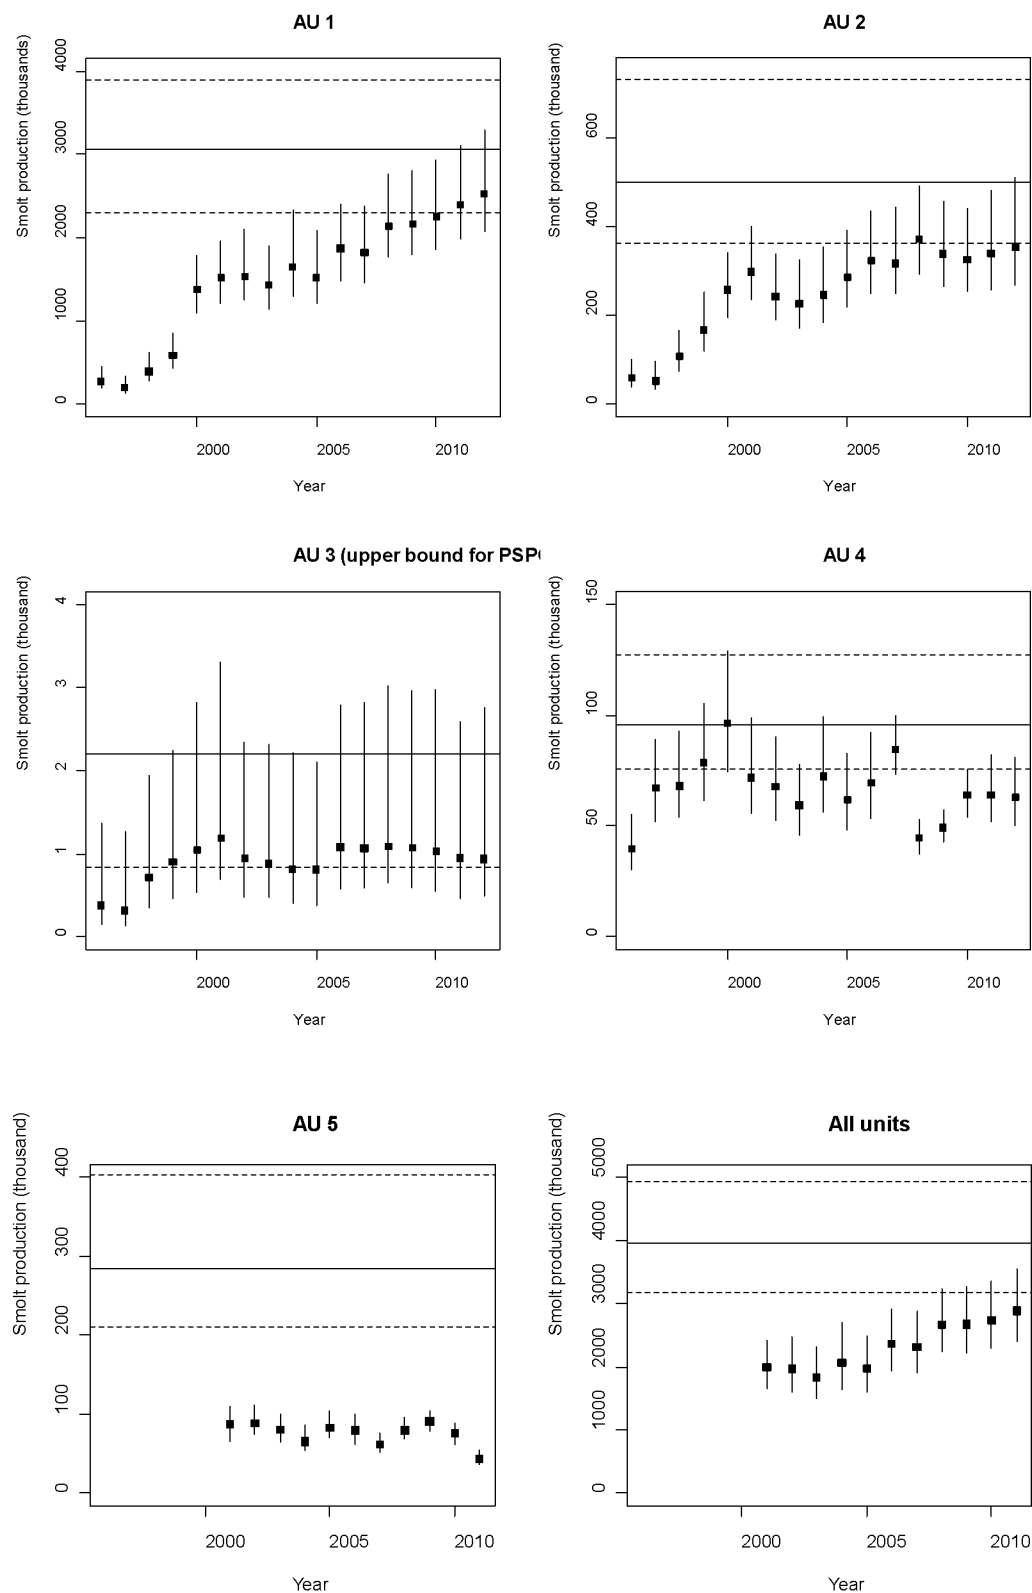 AU 1
Smolt production (thousands)
4000
3000
2000
1000
0
2000 2005 2010
Year
AU 2
Smolt production (thousand)
600
400
200
0
2000 2005 2010
Year
AU 3 (upper bound for PSP
Smolt production (thousand)
4
3
2
1
0
2000 2005 2010
Year
AU 4
Smolt production (thousand)
150
100
50
0
2000 2005 2010
Year
AU 5
Smolt production (thousand)
400
300
200
100
0
2000 2005 2010
Year
All units
Smolt production (thousand)
5000
4000
3000
2000
1000
0
2000 2005 2010
Year